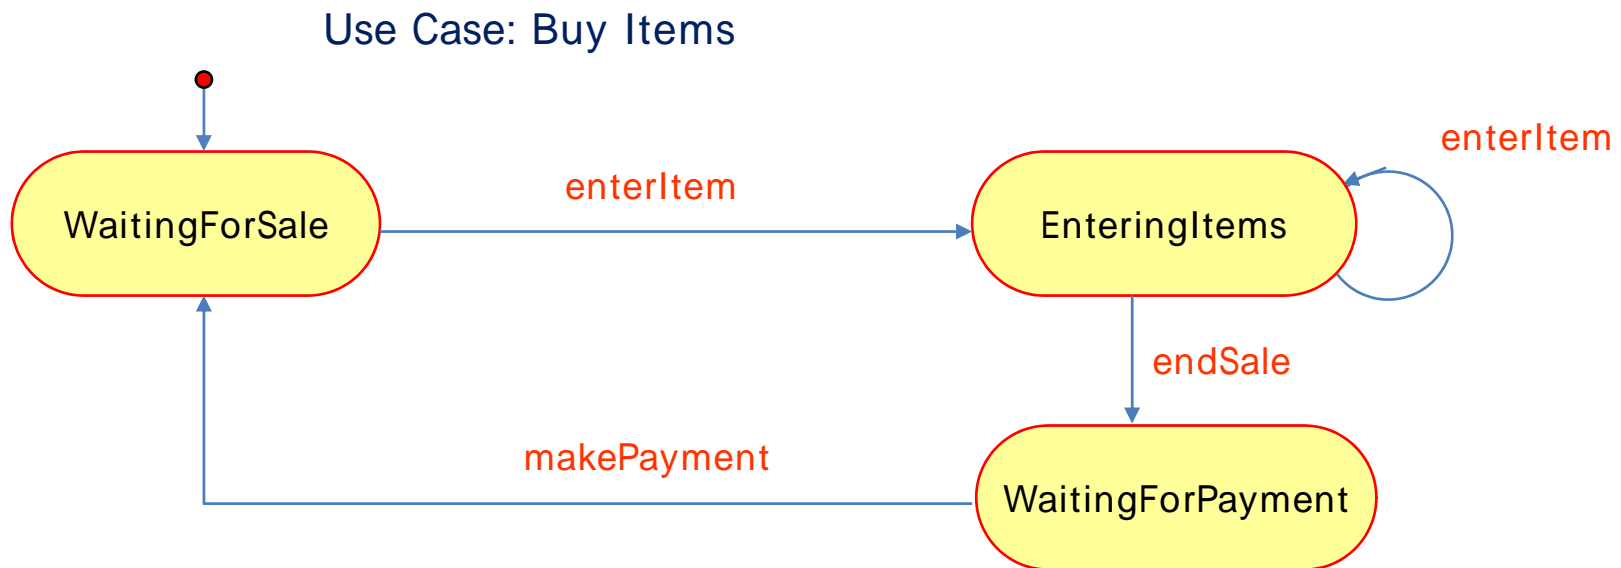 Use Case: Buy Items
enterItem
enterItem
WaitingForSale
EnteringItems
endSale
makePayment
WaitingForPayment